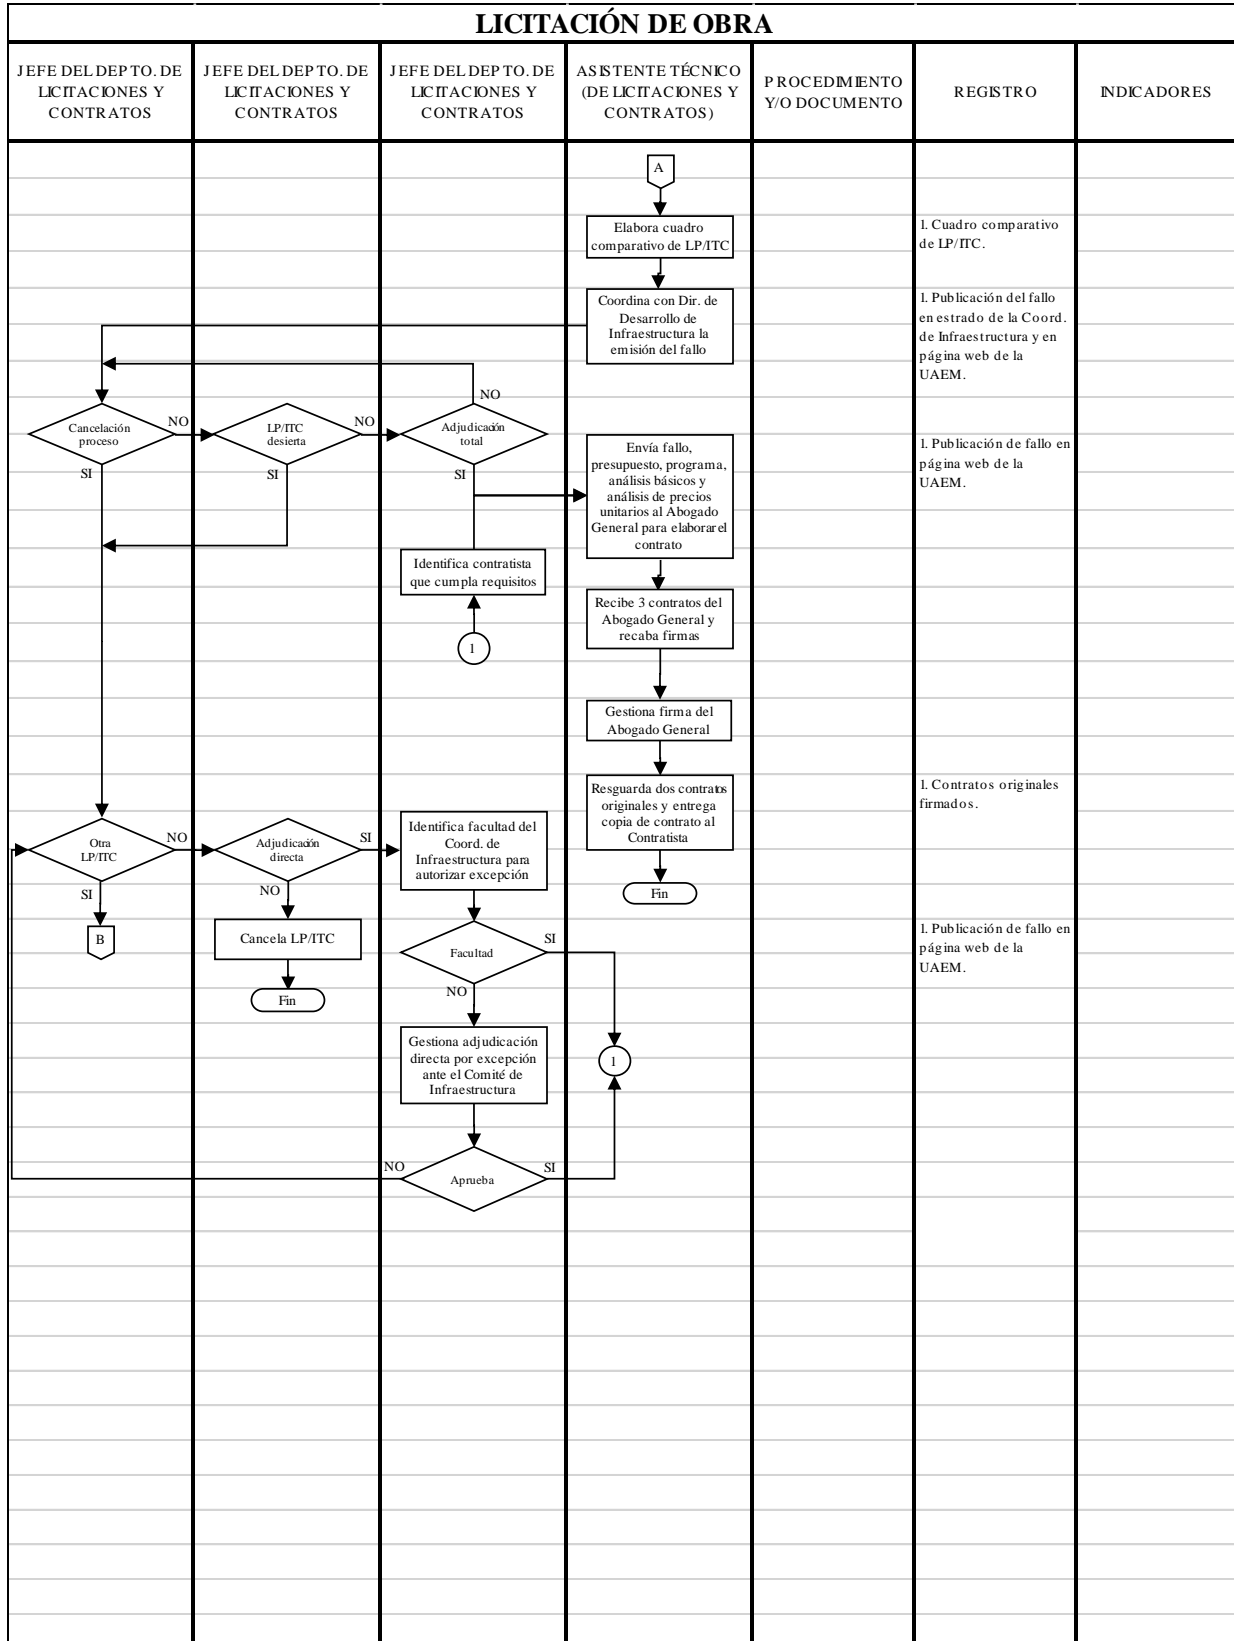 LICITACIÓN DE OBRA
JEFE DEL DEPTO. DE
LICITACIONES Y
CONTRATOS
JEFE DEL DEPTO. DE
LICITACIONES Y
CONTRATOS
JEFE DEL DEPTO. DE
LICITACIONES Y
CONTRATOS
ASISTENTE TÉCNICO
(DE LICITACIONES Y
CONTRATOS)
PROCEDIMIENTO
Y/O DOCUMENTO
REGISTRO
INDICADORES
A
Elabora cuadro
comparativo de LP/ITC
1. Cuadro comparativo
de LP/ITC.
Coordina con Dir. de
Desarrollo de
Infraestructura la
emisión del fallo
1. Publicación del fallo
en estrado de la Coord.
de Infraestructura y en
página web de la
UAEM.
Cancelación
proceso
NO
SI
LP/ITC
desierta
NO
SI
Adjudicación
total
NO
SI
Envía fallo,
presupuesto, programa,
análisis básicos y
análisis de precios
unitarios al Abogado
General para elaborar el
contrato
1. Publicación de fallo en
página web de la
UAEM.
Identifica contratista
que cumpla requisitos
1
Recibe 3 contratos del
Abogado General y
recaba firmas
Gestiona firma del
Abogado General
Resguarda dos contratos
originales y entrega
copia de contrato al
Contratista
1. Contratos originales
firmados.
Fin
Otra
LP/ITC
NO
SI
B
Adjudicación
directa
SI
NO
Cancela LP/ITC
Fin
Identifica facultad del
Coord. de
Infraestructura para
autorizar excepción
Facultad
SI
NO
1. Publicación de fallo en
página web de la
UAEM.
Gestiona adjudicación
directa por excepción
ante el Comité de
Infraestructura
1
Aprueba
NO
SI